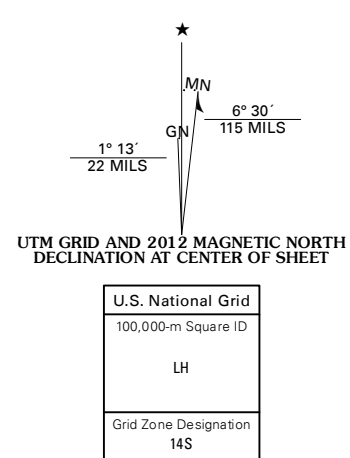 ★
MN
6° 30´
115 MILS
GN
1° 13´
22 MILS
UTM GRID AND 2012 MAGNETIC NORTH
DECLINATION AT CENTER OF SHEET
U.S. National Grid
100,000-m Square ID
LH
Grid Zone Designation
14S